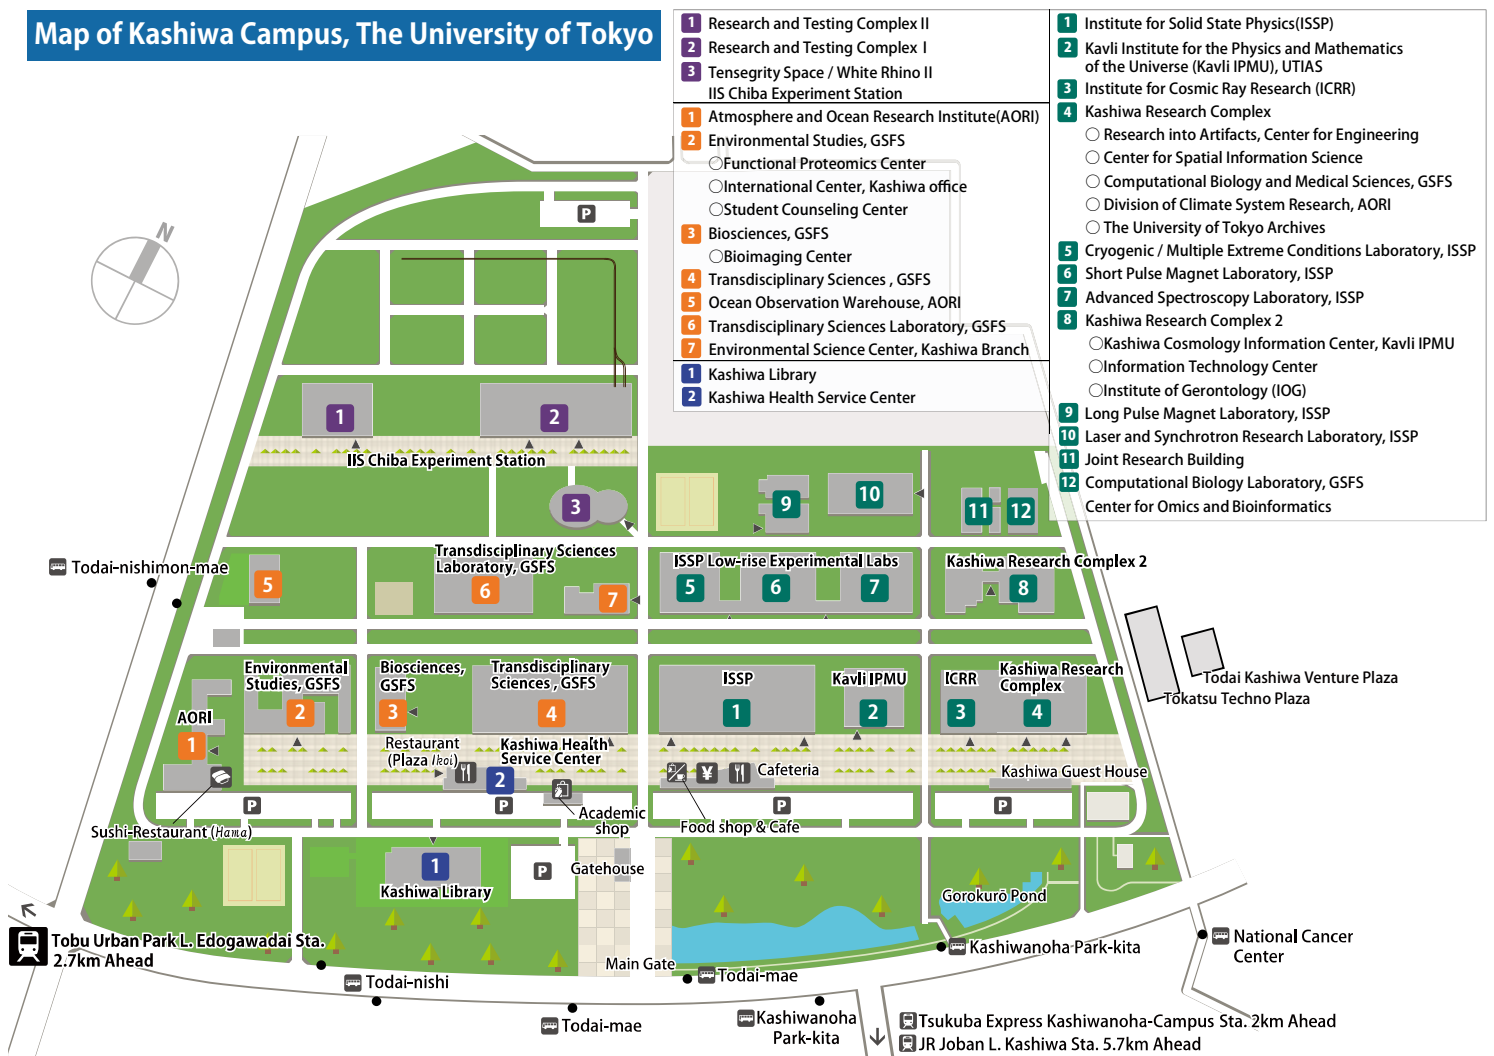 Map of Kashiwa Campus, The University of Tokyo
1 Research and Testing Complex II
2 Research and Testing Complex I
3 Tensegrity Space / White Rhino II
IIS Chiba Experiment Station
1 Atmosphere and Ocean Research Institute(AORI)
2 Environmental Studies, GSFS
○Functional Proteomics Center
○International Center, Kashiwa office
○Student Counseling Center
3 Biosciences, GSFS
○Bioimaging Center
4 Transdisciplinary Sciences , GSFS
5 Ocean Observation Warehouse, AORI
6 Transdisciplinary Sciences Laboratory, GSFS
7 Environmental Science Center, Kashiwa Branch
1 Kashiwa Library
2 Kashiwa Health Service Center
1 Institute for Solid State Physics(ISSP)
2 Kavli Institute for the Physics and Mathematics
of the Universe (Kavli IPMU), UTIAS
3 Institute for Cosmic Ray Research (ICRR)
4 Kashiwa Research Complex
○ Research into Artifacts, Center for Engineering
○ Center for Spatial Information Science
○ Computational Biology and Medical Sciences, GSFS
○ Division of Climate System Research, AORI
○ The University of Tokyo Archives
5 Cryogenic / Multiple Extreme Conditions Laboratory, ISSP
6 Short Pulse Magnet Laboratory, ISSP
7 Advanced Spectroscopy Laboratory, ISSP
8 Kashiwa Research Complex 2
○Kashiwa Cosmology Information Center, Kavli IPMU
○Information Technology Center
○Institute of Gerontology (IOG)
9 Long Pulse Magnet Laboratory, ISSP
10 Laser and Synchrotron Research Laboratory, ISSP
11 Joint Research Building
12 Computational Biology Laboratory, GSFS
Center for Omics and Bioinformatics
N
P
1
2
IIS Chiba Experiment Station
3
9
10
11
12
Todai-nishimon-mae
5
Transdisciplinary Sciences
Laboratory, GSFS
6
7
ISSP Low-rise Experimental Labs
5
6
7
Kashiwa Research Complex 2
8
Environmental
Studies, GSFS
2
Biosciences,
GSFS
3
Transdisciplinary
Sciences , GSFS
4
ISSP
1
Kavli IPMU
2
ICRR
3
Kashiwa Research
Complex
4
Todai Kashiwa Venture Plaza
Tokatsu Techno Plaza
AORI
1
Restaurant
(Plaza Ikoi)
Kashiwa Health
Service Center
2
¥
Cafeteria
Kashiwa Guest House
P
P
P
P
Sushi-Restaurant (Hama)
Academic
shop
Food shop & Cafe
1
Kashiwa Library
P
Gatehouse
Gorokurō Pond
Tobu Urban Park L. Edogawadai Sta.
2.7km Ahead
Main Gate
Kashiwanoha Park-kita
National Cancer
Center
Todai-nishi
Todai-mae
Todai-mae
Kashiwanoha
Park-kita
Tsukuba Express Kashiwanoha-Campus Sta. 2km Ahead
JR Joban L. Kashiwa Sta. 5.7km Ahead